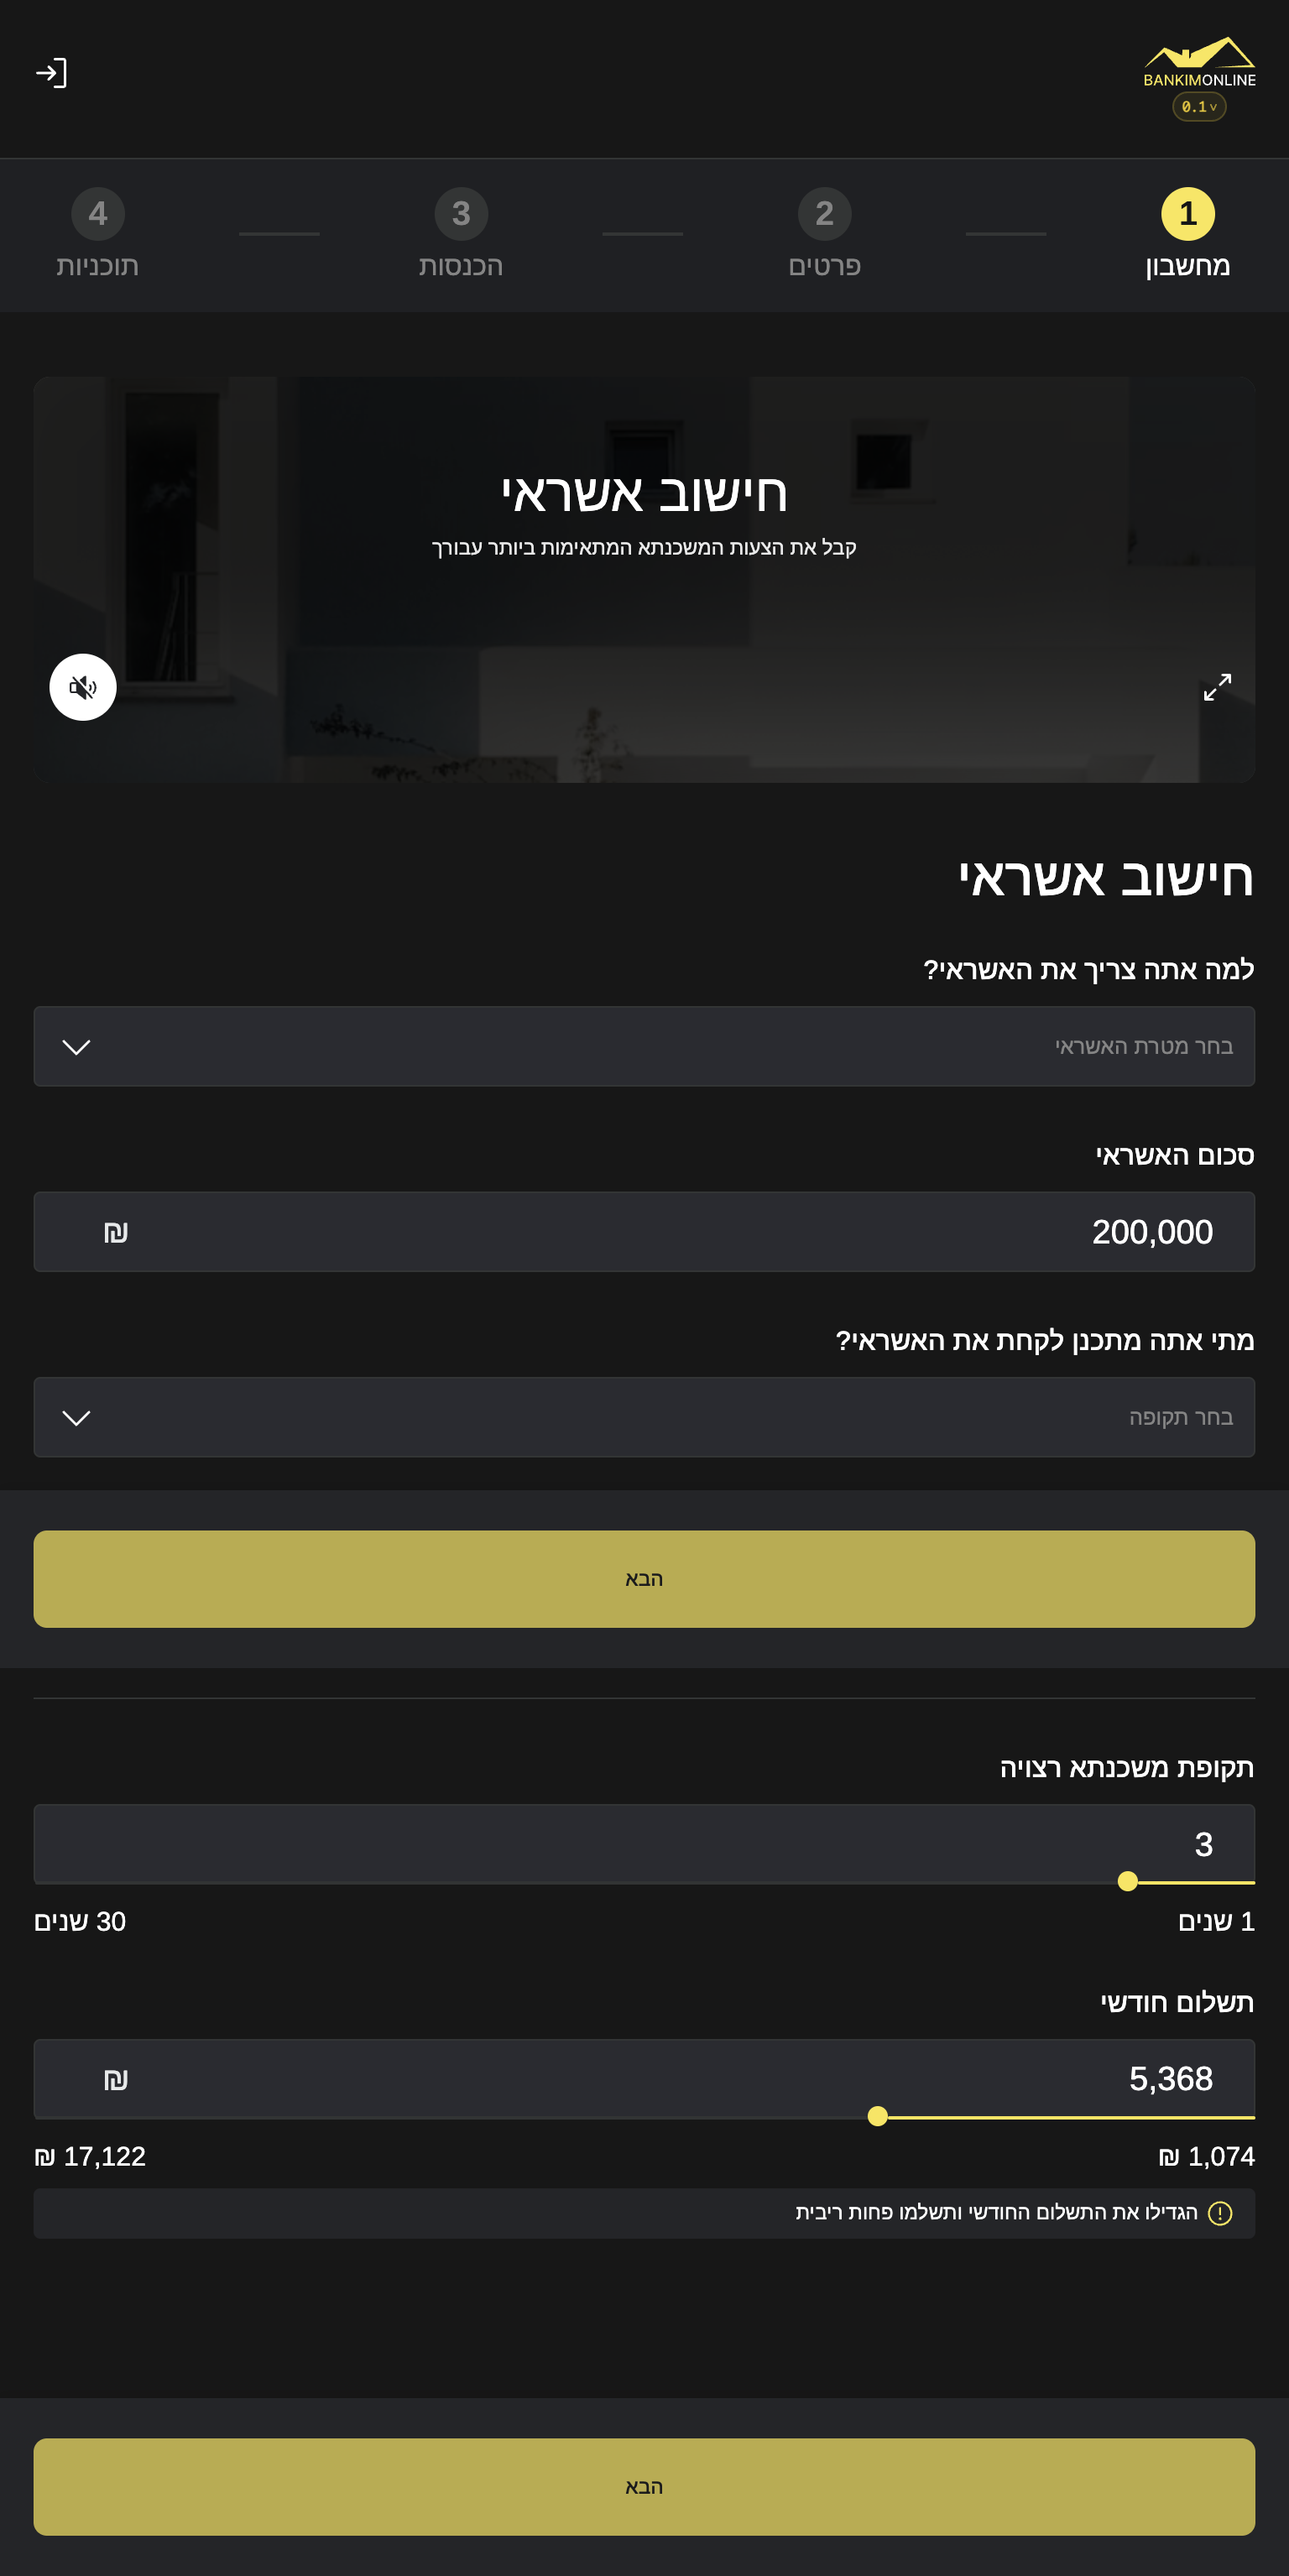 BANKIMONLINE
0.1 v
1
מחשבון
2
פרטים
3
הכנסות
4
תוכניות
חישוב אשראי
קבל את הצעות המשכנתא המתאימות ביותר עבורך
חישוב אשראי
למה אתה צריך את האשראי?
בחר מטרת האשראי
סכום האשראי
200,000 ₪
מתי אתה מתכנן לקחת את האשראי?
בחר תקופה
הבא
תקופת משכנתא רצויה
3
1 שנים
30 שנים
תשלום חודשי
5,368 ₪
1,074 ₪
17,122 ₪
הגדילו את התשלום החודשי ותשלמו פחות ריבית
הבא